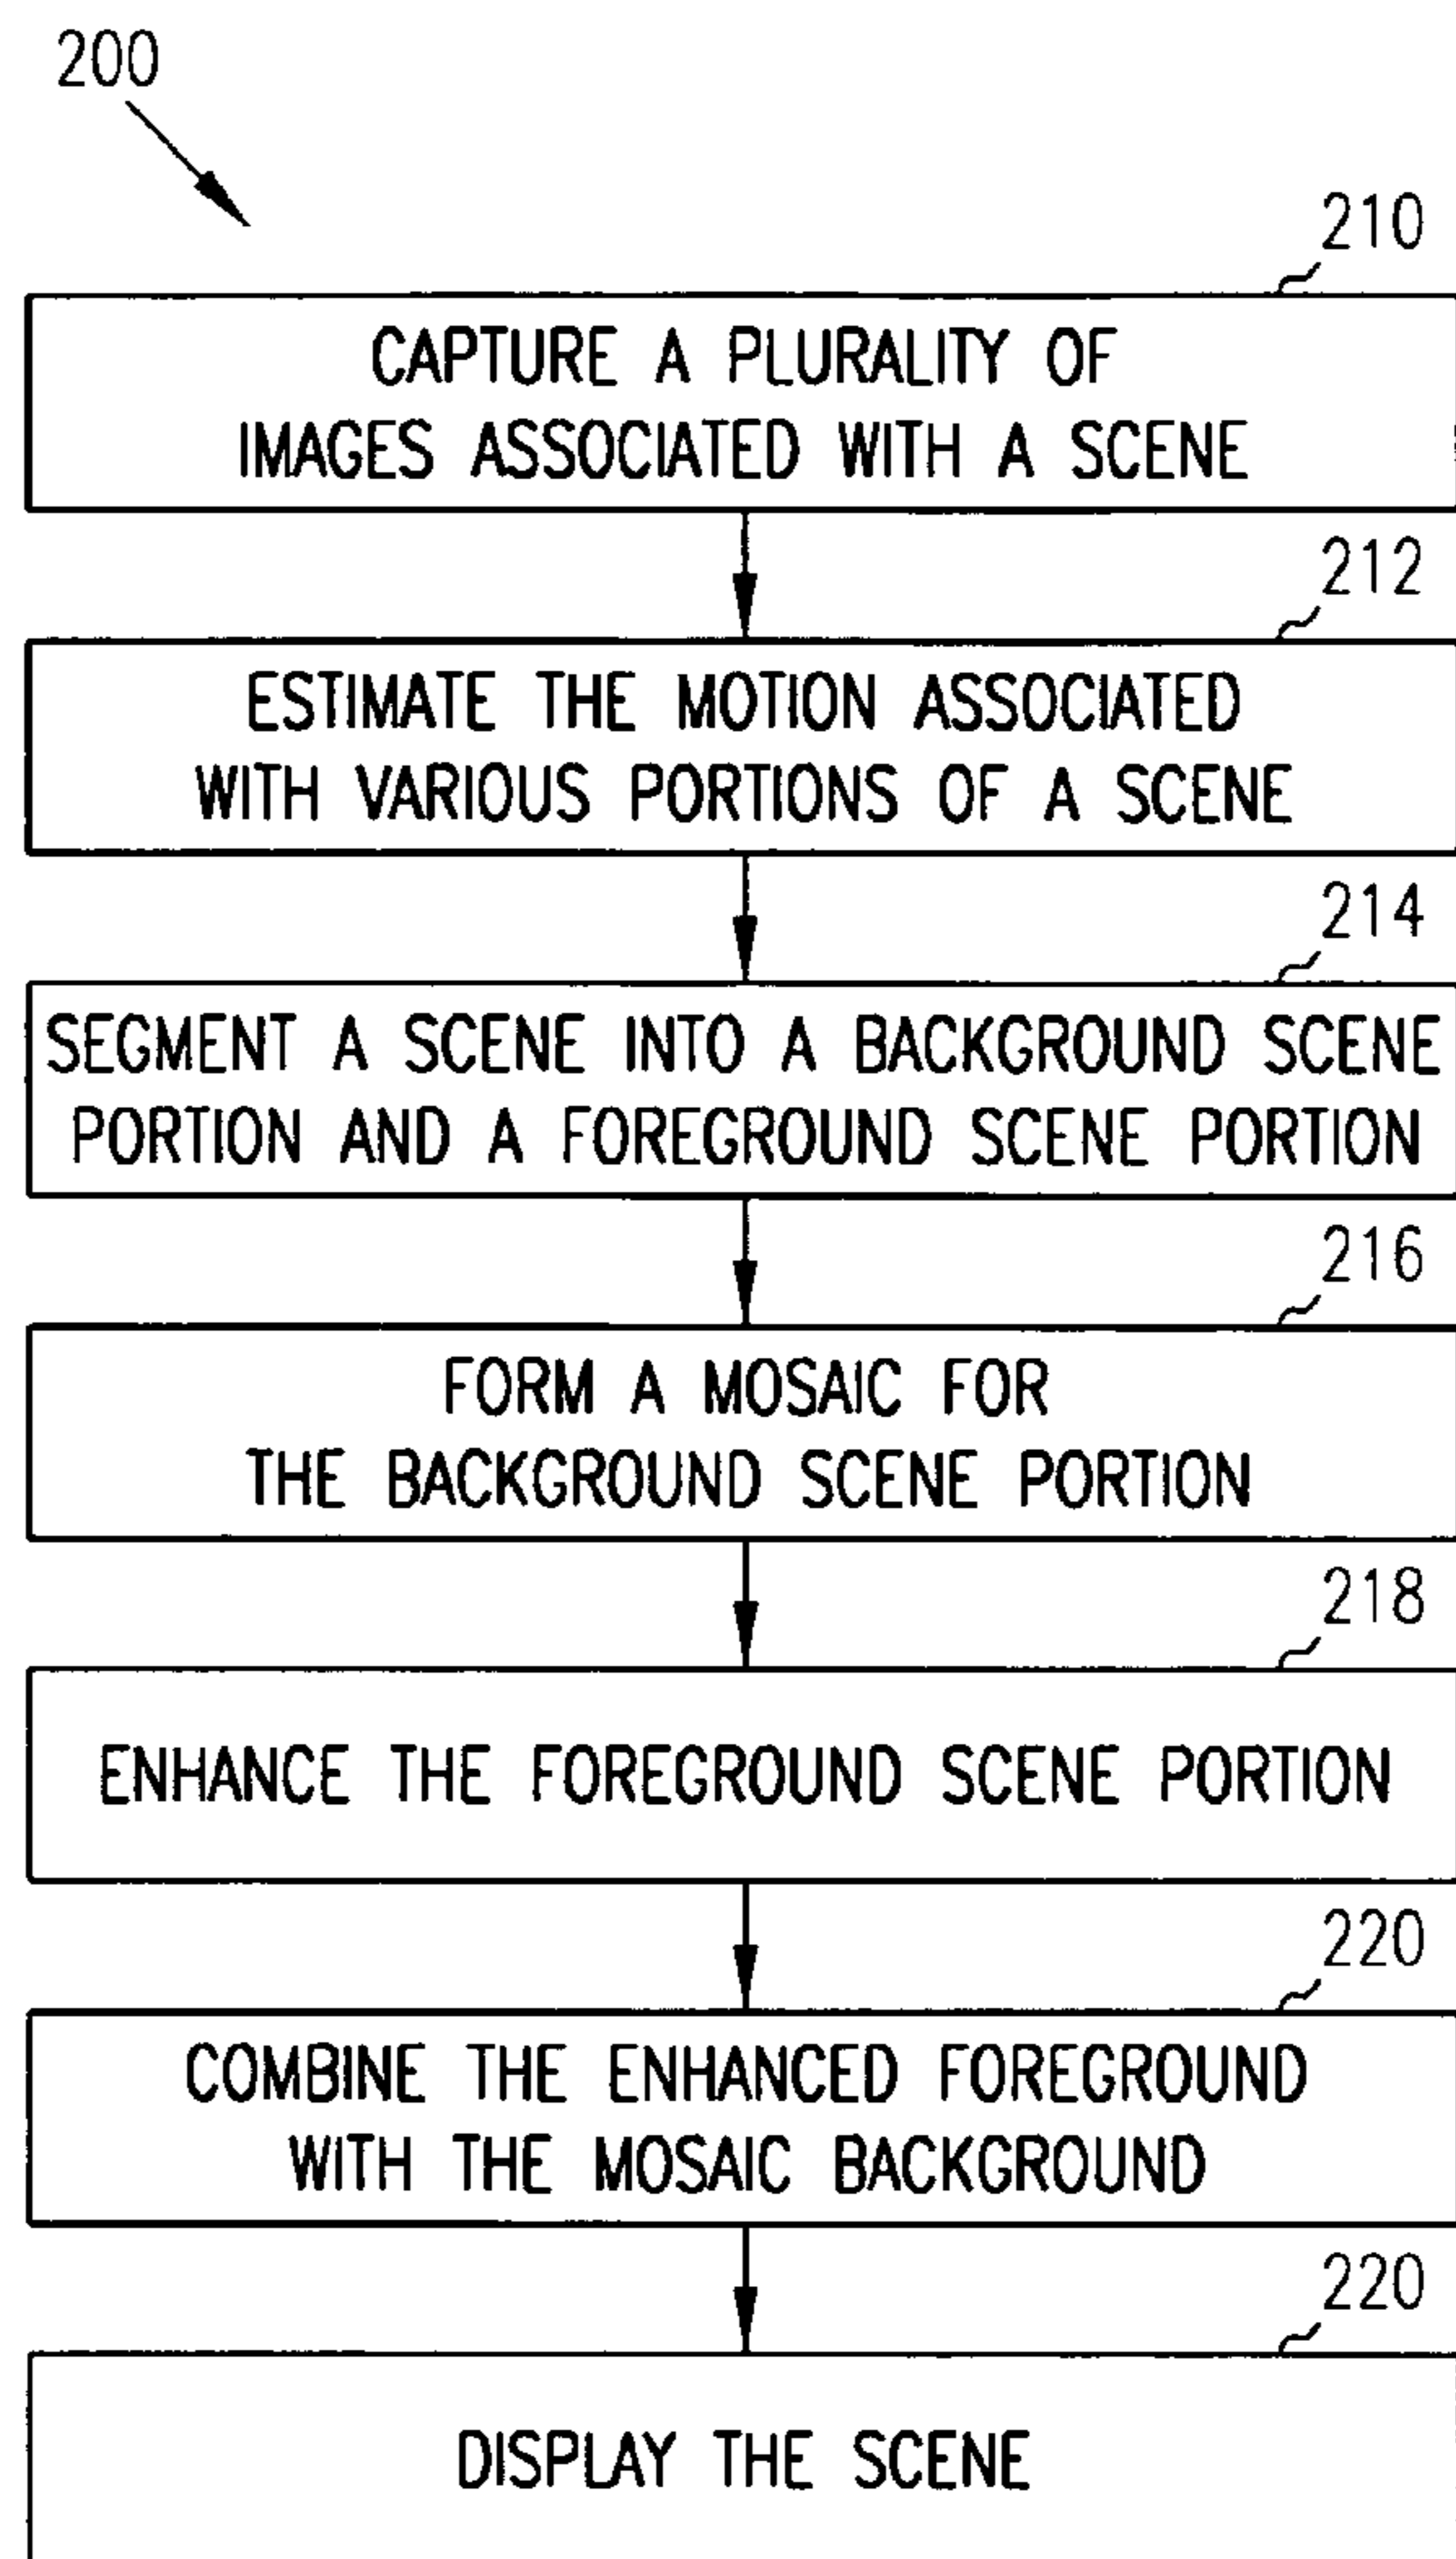 200
210
CAPTURE A PLURALITY OF
IMAGES ASSOCIATED WITH A SCENE
212
ESTIMATE THE MOTION ASSOCIATED
WITH VARIOUS PORTIONS OF A SCENE
214
SEGMENT A SCENE INTO A BACKGROUND SCENE
PORTION AND A FOREGROUND SCENE PORTION
216
FORM A MOSAIC FOR
THE BACKGROUND SCENE PORTION
218
ENHANCE THE FOREGROUND SCENE PORTION
220
COMBINE THE ENHANCED FOREGROUND
WITH THE MOSAIC BACKGROUND
220
DISPLAY THE SCENE